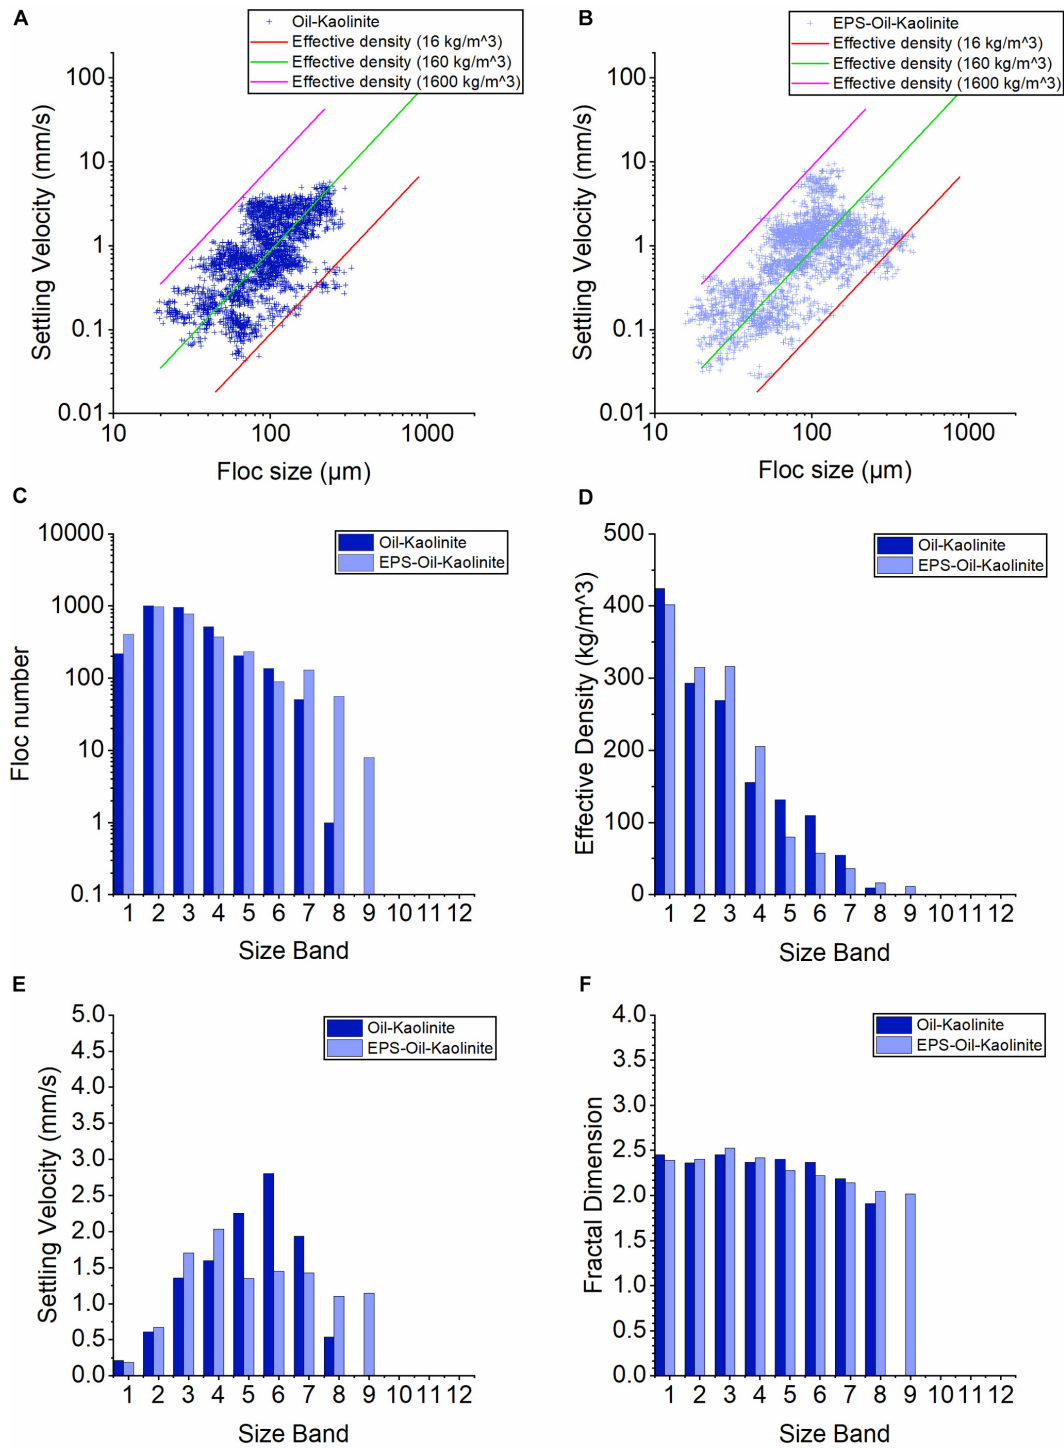 A
Oil-Kaolinite
Effective density (16 kg/m^3)
Effective density (160 kg/m^3)
Effective density (1600 kg/m^3)
100
10
1
0.1
0.01
Settling Velocity (mm/s)
10
100
1000
Floc size (µm)
B
EPS-Oil-Kaolinite
Effective density (16 kg/m^3)
Effective density (160 kg/m^3)
Effective density (1600 kg/m^3)
100
10
1
0.1
0.01
Settling Velocity (mm/s)
10
100
1000
Floc size (µm)
C
Oil-Kaolinite
EPS-Oil-Kaolinite
10000
1000
100
10
1
0.1
Floc number
1 2 3 4 5 6 7 8 9 10 11 12
Size Band
D
Oil-Kaolinite
EPS-Oil-Kaolinite
500
400
300
200
100
0
Effective Density (kg/m^3)
1 2 3 4 5 6 7 8 9 10 11 12
Size Band
E
Oil-Kaolinite
EPS-Oil-Kaolinite
5.0
4.5
4.0
3.5
3.0
2.5
2.0
1.5
1.0
0.5
0.0
Settling Velocity (mm/s)
1 2 3 4 5 6 7 8 9 10 11 12
Size Band
F
Oil-Kaolinite
EPS-Oil-Kaolinite
4.0
3.5
3.0
2.5
2.0
1.5
1.0
0.5
0.0
Fractal Dimension
1 2 3 4 5 6 7 8 9 10 11 12
Size Band